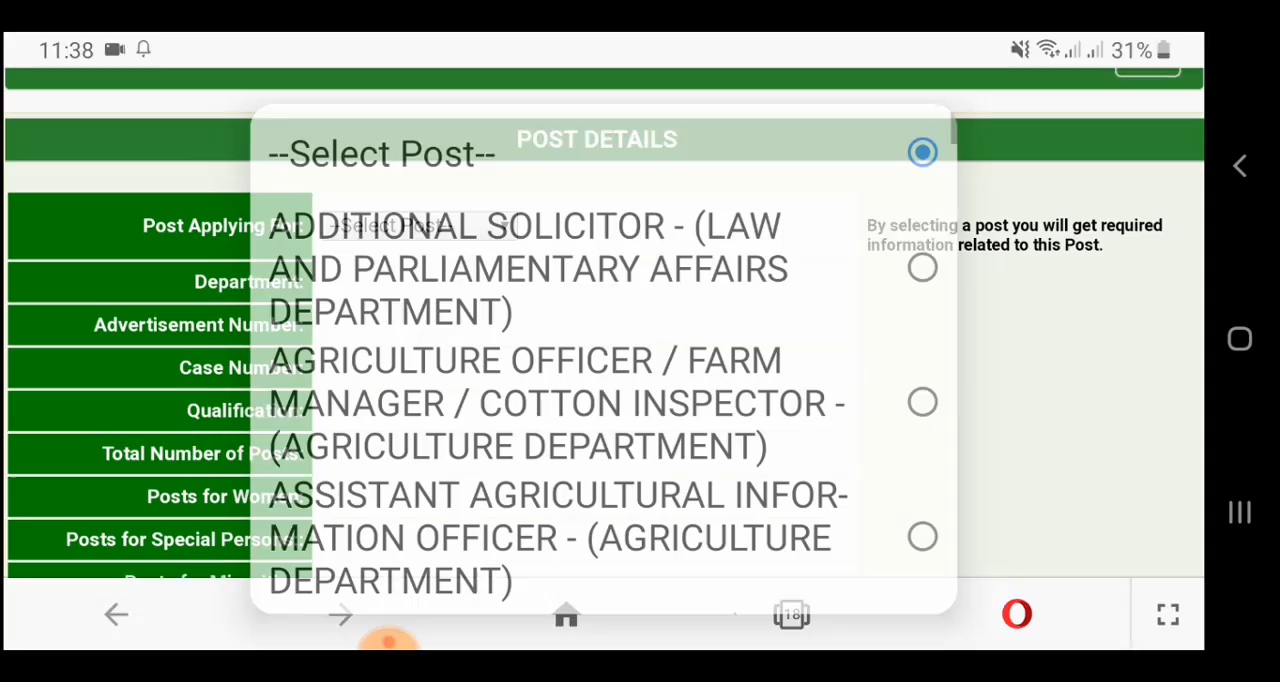 11:38
31%
POST DETAILS
--Select Post--
Post Applying For:
--Select Post--
By selecting a post you will get required
information related to this Post.
ADDITIONAL SOLICITOR - (LAW
AND PARLIAMENTARY AFFAIRS
DEPARTMENT)
Department:
Advertisement Number:
Case Number:
Qualification:
Total Number of Posts:
Posts for Women:
Posts for Special Persons:
AGRICULTURE OFFICER / FARM
MANAGER / COTTON INSPECTOR -
(AGRICULTURE DEPARTMENT)
ASSISTANT AGRICULTURAL INFOR-
MATION OFFICER - (AGRICULTURE
DEPARTMENT)
18